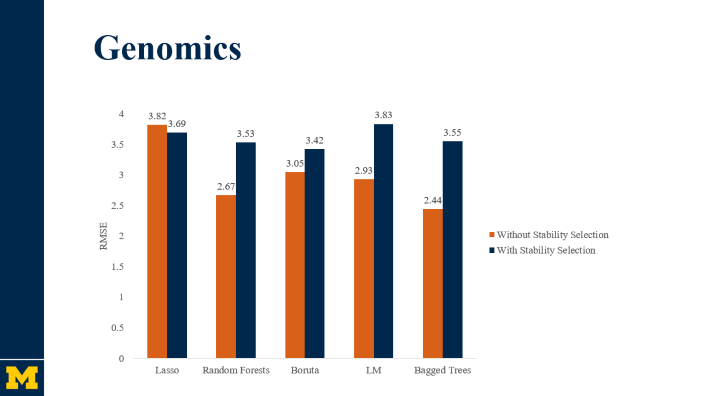 Genomics
4
3.5
3
2.5
2
1.5
1
0.5
0
RMSE
3.82
3.69
2.67
3.53
3.05
3.42
2.93
3.83
2.44
3.55
Lasso
Random Forests
Boruta
LM
Bagged Trees
Without Stability Selection
With Stability Selection
M